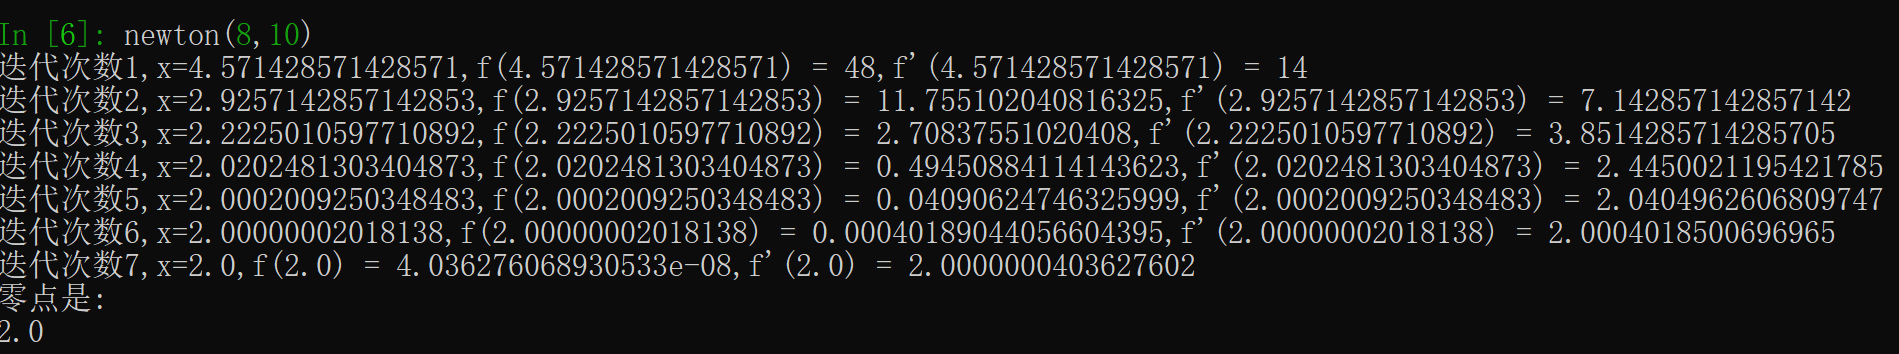 In [6]: newton(8,10)
迭代次数1,x=4.571428571428571,f(4.571428571428571) = 48,f'(4.571428571428571) = 14
迭代次数2,x=2.9257142857142853,f(2.9257142857142853) = 11.755102040816325,f'(2.9257142857142853) = 7.142857142857142
迭代次数3,x=2.2225010597710892,f(2.2225010597710892) = 2.70837551020408,f'(2.2225010597710892) = 3.8514285714285705
迭代次数4,x=2.0202481303404873,f(2.0202481303404873) = 0.49450884114143623,f'(2.0202481303404873) = 2.4450021195421785
迭代次数5,x=2.0002009250348483,f(2.0002009250348483) = 0.04090624746325999,f'(2.0002009250348483) = 2.0404962606809747
迭代次数6,x=2.00000002018138,f(2.00000002018138) = 0.00040189044056604395,f'(2.00000002018138) = 2.0004018500696965
迭代次数7,x=2.0,f(2.0) = 4.036276068930533e-08,f'(2.0) = 2.0000000403627602
零点是:
2.0